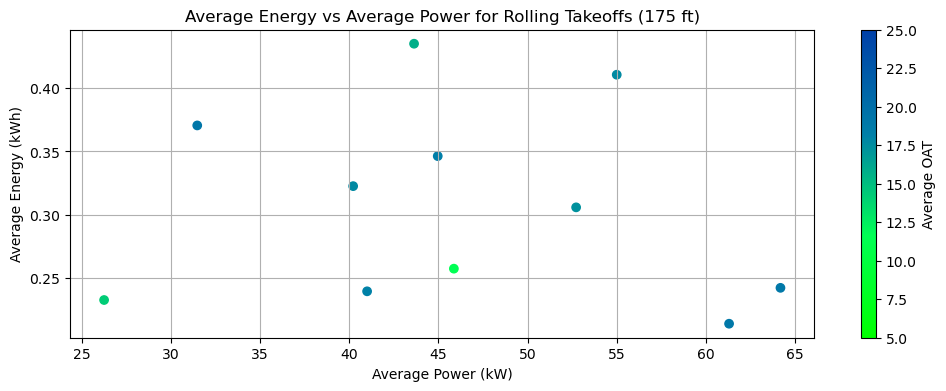 Average Energy vs Average Power for Rolling Takeoffs (175 ft)
Average Energy (kWh)
0.40
0.35
0.30
0.25
25 30 35 40 45 50 55 60 65
Average Power (kW)
25.0
22.5
20.0
17.5
15.0
12.5
10.0
7.5
5.0
Average OAT